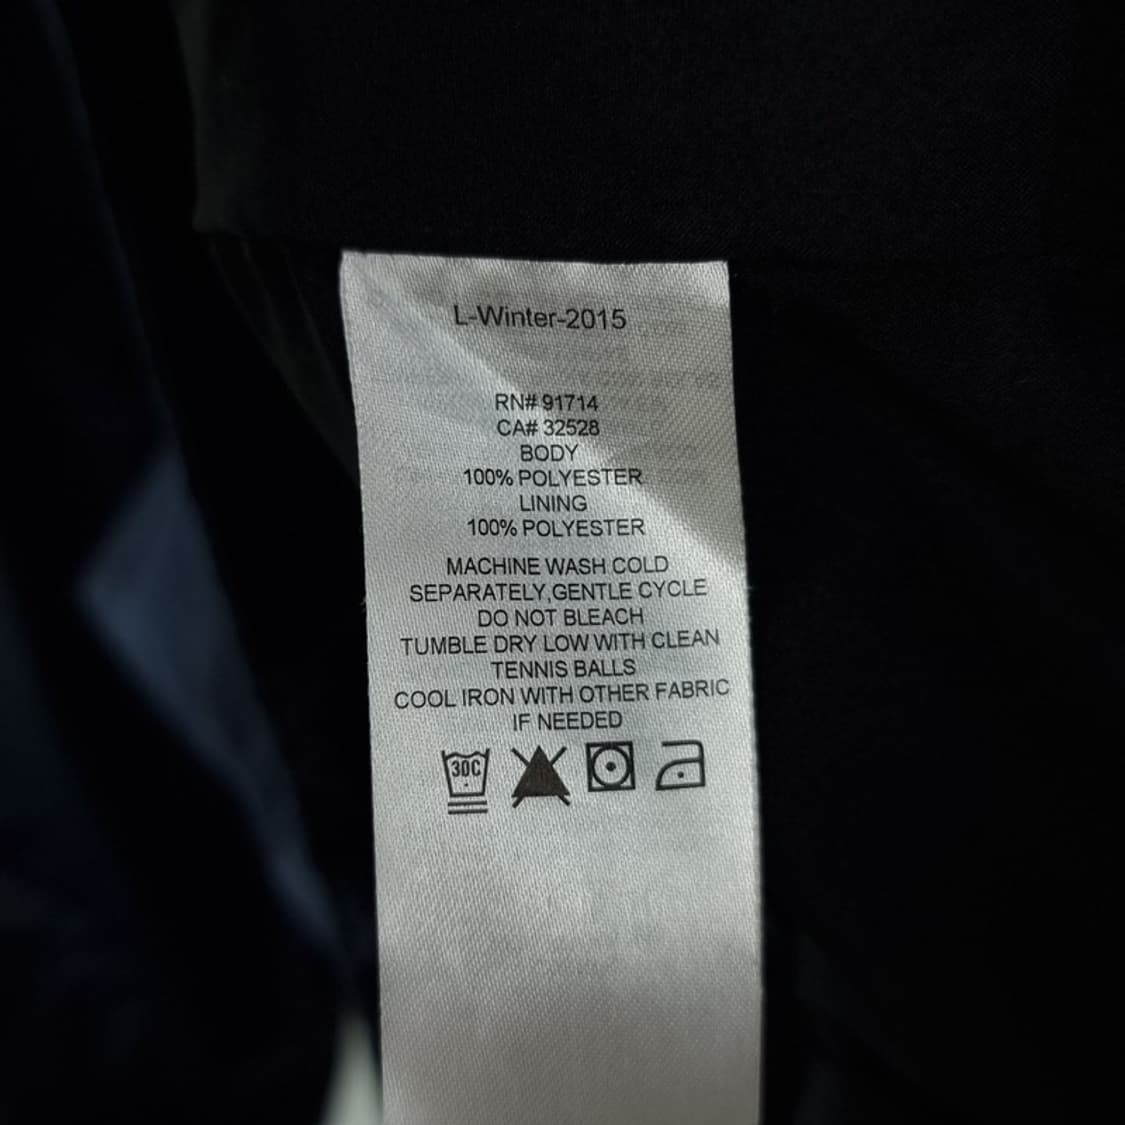 L-Winter-2015
RN# 91714
CA# 32528
BODY
100% POLYESTER
LINING
100% POLYESTER
MACHINE WASH COLD
SEPARATELY,GENTLE CYCLE
DO NOT BLEACH
TUMBLE DRY LOW WITH CLEAN
TENNIS BALLS
COOL IRON WITH OTHER FABRIC
IF NEEDED
30C